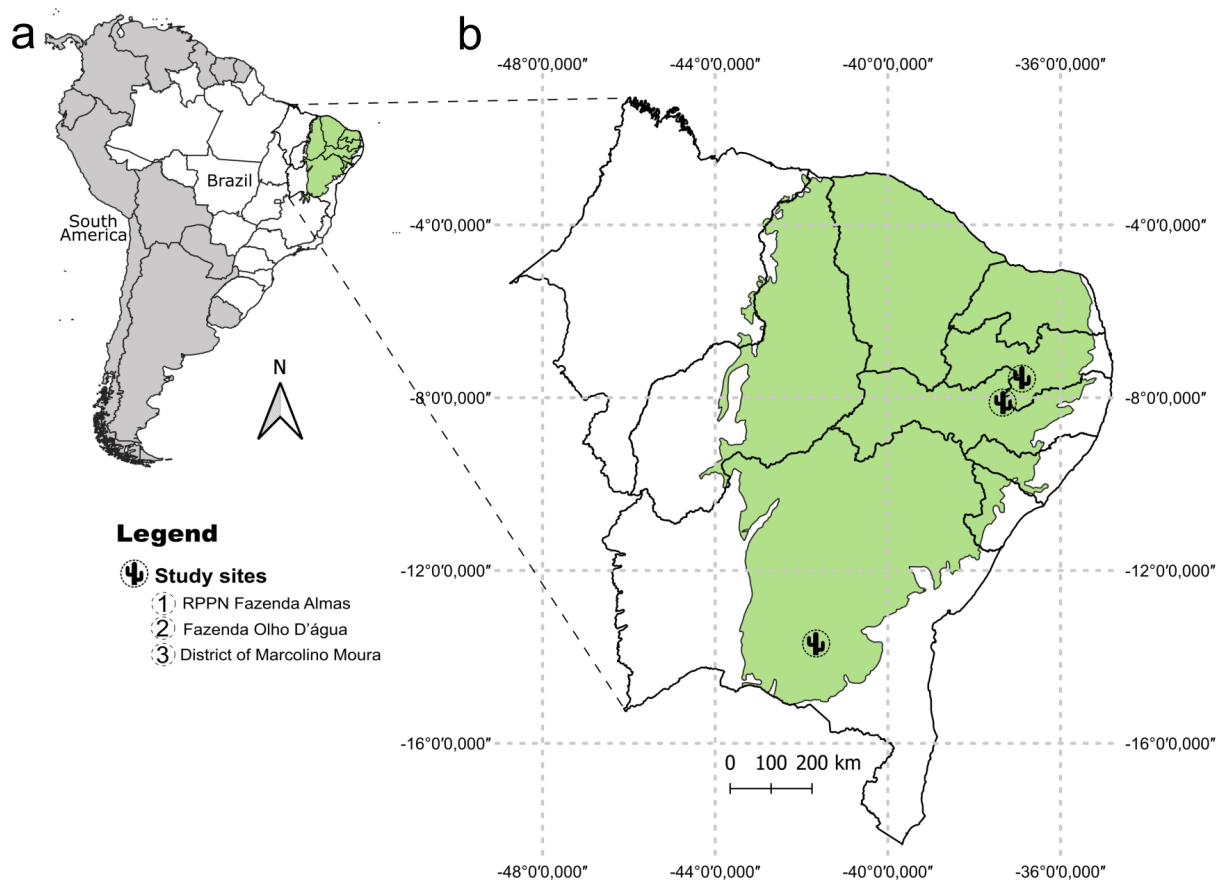 a
b
-48°0'0,000″
-44°0'0,000″
-40°0'0,000″
-36°0'0,000″
Brazil
South
America
...
-4°0'0,000″
-4°0'0,000″
N
-8°0'0,000″
-8°0'0,000″
Legend
Study sites
1 RPPN Fazenda Almas
2 Fazenda Olho D'água
3 District of Marcolino Moura
-12°0'0,000″
-12°0'0,000″
-16°0'0,000″
-16°0'0,000″
0 100 200 km
-48°0'0,000″
-44°0'0,000″
-40°0'0,000″
-36°0'0,000″